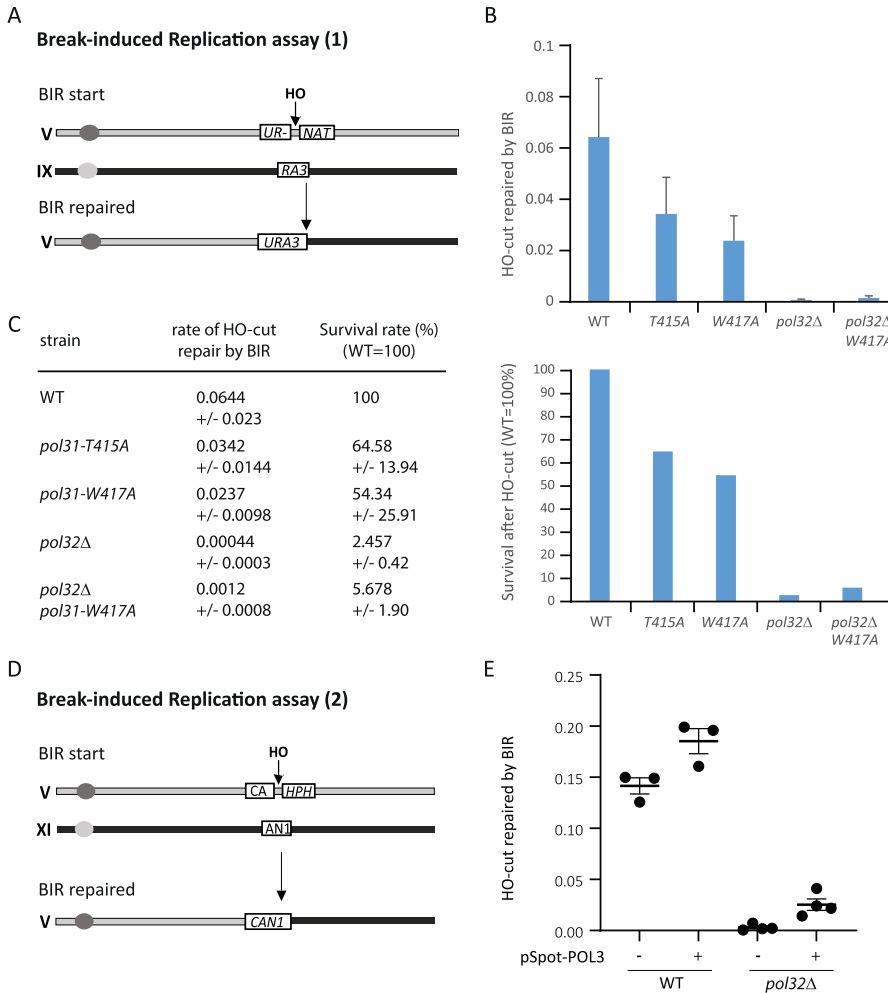 A
Break-induced Replication assay (1)
BIR start
HO
V
UR-
NAT
IX
RA3
BIR repaired
V
URA3
B
HO-cut repaired by BIR
0.1
0.08
0.06
0.04
0.02
0
WT
T415A
W417A
pol32Δ
pol32Δ
W417A
Survival after HO-cut (WT=100%)
100
90
80
70
60
50
40
30
20
10
0
WT
T415A
W417A
pol32Δ
pol32Δ
W417A
C
strain
rate of HO-cut
repair by BIR
Survival rate (%)
(WT=100)
WT 0.0644 100
+/- 0.023
pol31-T415A 0.0342 64.58
+/- 0.0144 +/- 13.94
pol31-W417A 0.0237 54.34
+/- 0.0098 +/- 25.91
pol32Δ 0.00044 2.457
+/- 0.0003 +/- 0.42
pol32Δ 0.0012 5.678
pol31-W417A +/- 0.0008 +/- 1.90
D
Break-induced Replication assay (2)
BIR start
HO
V
CA
HPH
XI
AN1
BIR repaired
V
CAN1
E
HO-cut repaired by BIR
0.25
0.20
0.15
0.10
0.05
0.00
pSpot-POL3 - + - +
WT pol32Δ